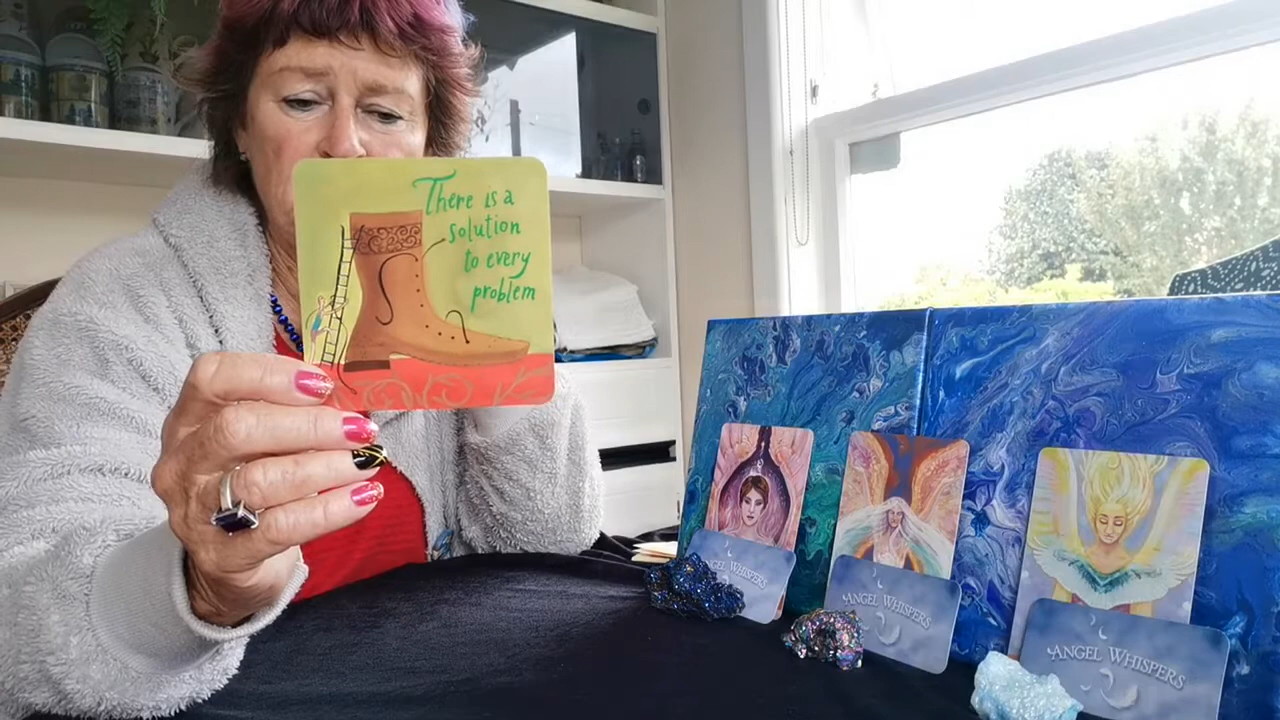 There is a
solution
to every
problem
ANGEL WHISPERS
ANGEL WHISPERS
ANGEL WHISPERS